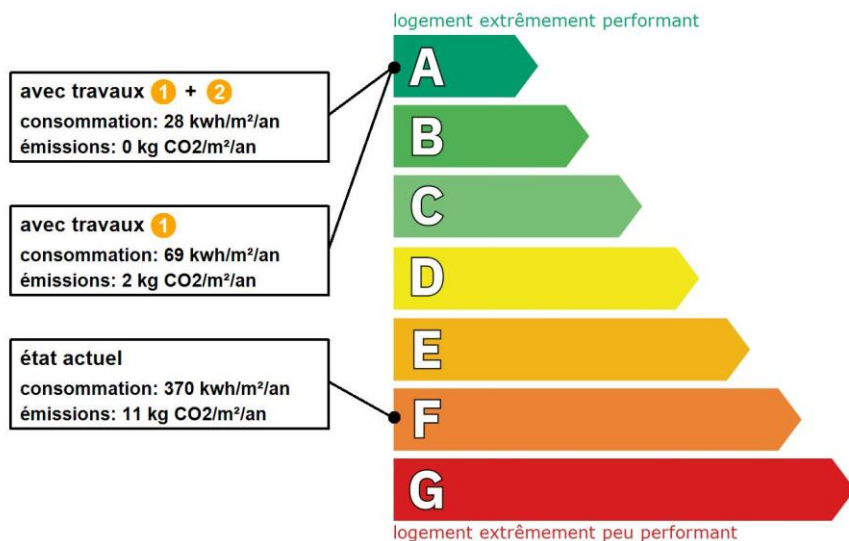 logement extrêmement performant
avec travaux 1 + 2
consommation: 28 kwh/m²/an
émissions: 0 kg CO2/m²/an
avec travaux 1
consommation: 69 kwh/m²/an
émissions: 2 kg CO2/m²/an
état actuel
consommation: 370 kwh/m²/an
émissions: 11 kg CO2/m²/an
A
B
C
D
E
F
G
logement extrêmement peu performant